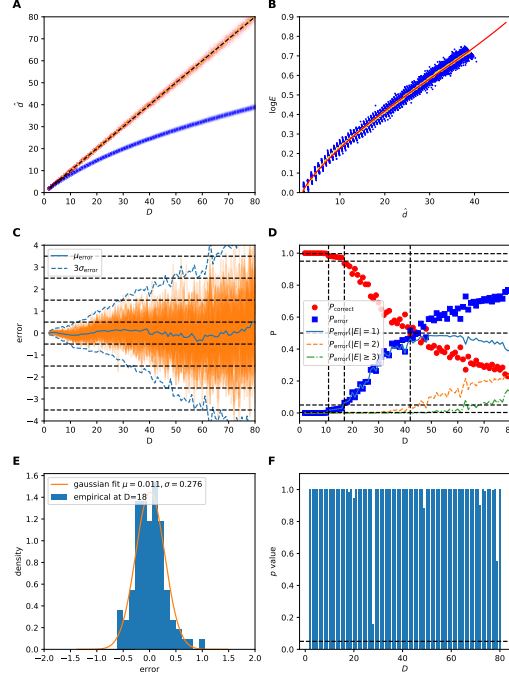 A
80
70
60
50
40
30
20
10
0
d̂
0 10 20 30 40 50 60 70 80
D
B
0.9
0.8
0.7
0.6
0.5
0.4
0.3
0.2
0.1
0.0
logE
10 20 30 40
d̂
C
4
3
2
1
0
−1
−2
−3
−4
error
μerror
3σerror
0 10 20 30 40 50 60 70 80
D
D
1.0
0.8
0.6
0.4
0.2
0.0
P
Pcorrect
Perror
Perror(|E| = 1)
Perror(|E| = 2)
Perror(|E| ≥ 3)
0 10 20 30 40 50 60 70 80
D
E
1.6
1.4
1.2
1.0
0.8
0.6
0.4
0.2
0.0
density
gaussian fit μ = 0.011, σ = 0.276
empirical at D=18
−2.0 −1.5 −1.0 −0.5 0.0 0.5 1.0 1.5 2.0
error
F
1.0
0.8
0.6
0.4
0.2
0.0
p value
0 20 40 60 80
D